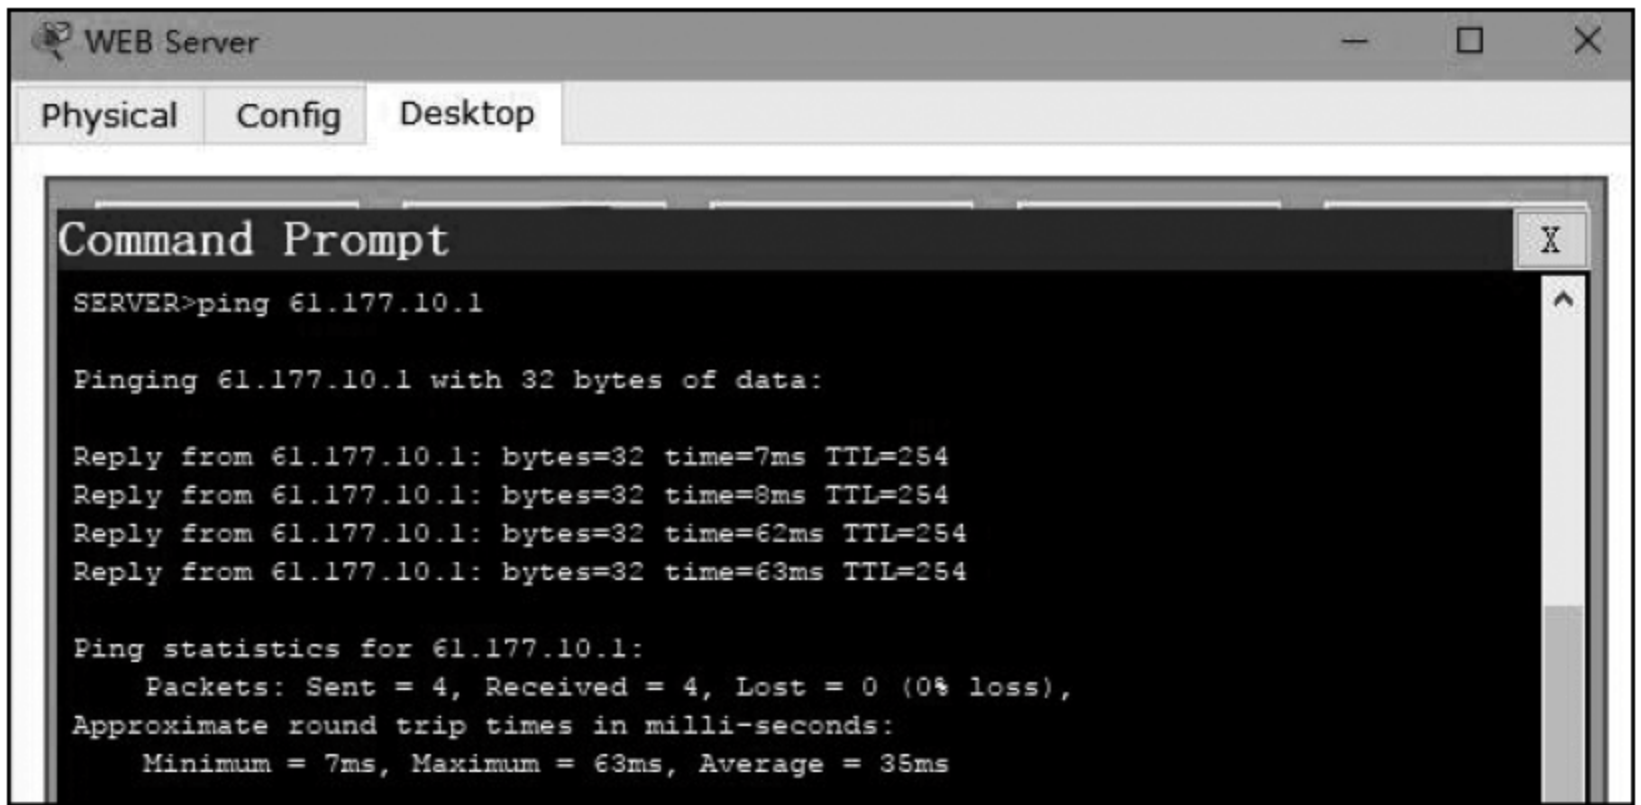 WEB Server
Physical Config Desktop
Command Prompt X
SERVER>ping 61.177.10.1
Pinging 61.177.10.1 with 32 bytes of data:
Reply from 61.177.10.1: bytes=32 time=7ms TTL=254
Reply from 61.177.10.1: bytes=32 time=8ms TTL=254
Reply from 61.177.10.1: bytes=32 time=62ms TTL=254
Reply from 61.177.10.1: bytes=32 time=63ms TTL=254
Ping statistics for 61.177.10.1:
Packets: Sent = 4, Received = 4, Lost = 0 (0% loss),
Approximate round trip times in milli-seconds:
Minimum = 7ms, Maximum = 63ms, Average = 35ms